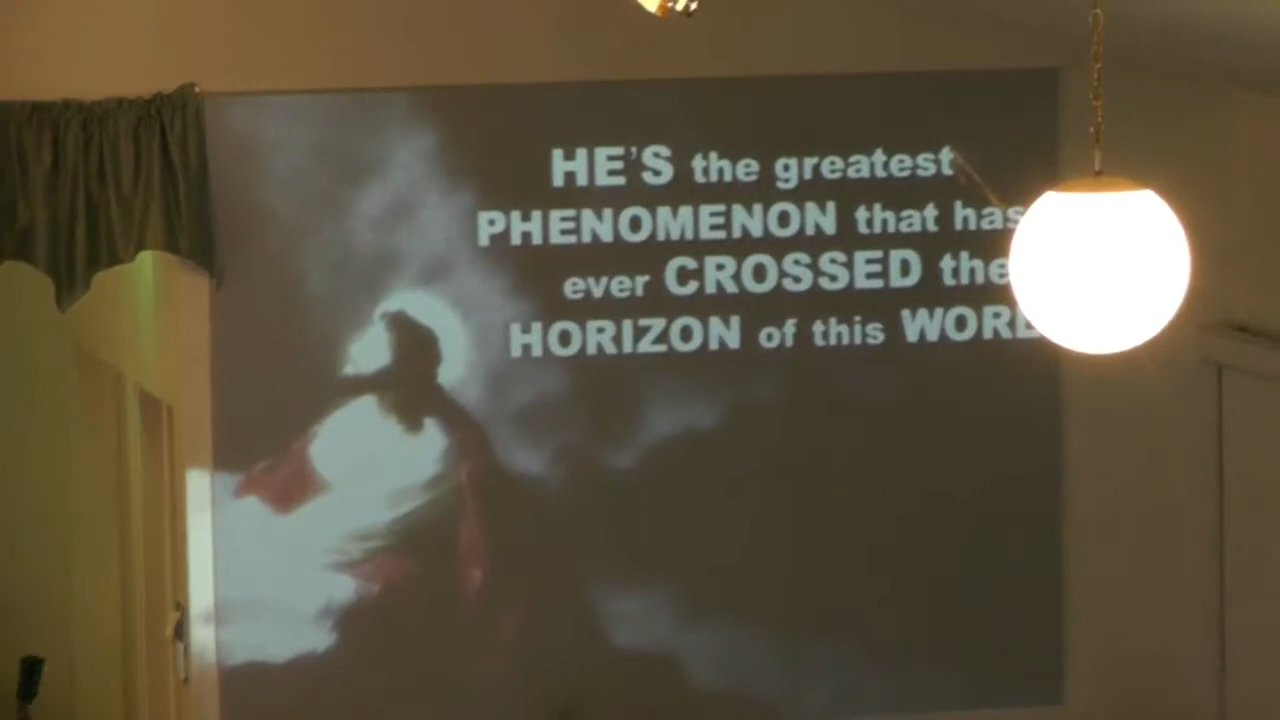 HE'S the greatest
PHENOMENON that has
ever CROSSED the
HORIZON of this